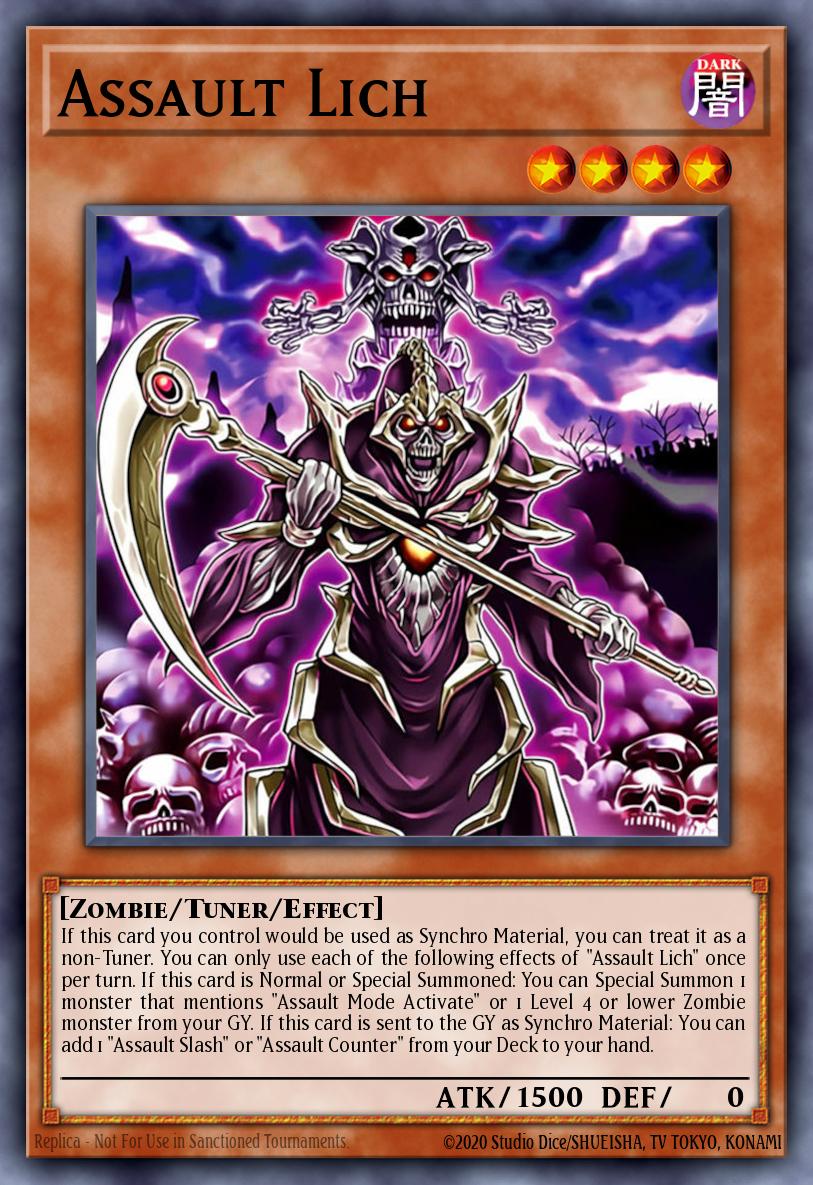 Assault Lich
DARK
闇
[Zombie/Tuner/Effect]
If this card you control would be used as Synchro Material, you can treat it as a
non-Tuner. You can only use each of the following effects of "Assault Lich" once
per turn. If this card is Normal or Special Summoned: You can Special Summon 1
monster that mentions "Assault Mode Activate" or 1 Level 4 or lower Zombie
monster from your GY. If this card is sent to the GY as Synchro Material: You can
add 1 "Assault Slash" or "Assault Counter" from your Deck to your hand.
ATK/1500 DEF/ 0
Replica - Not For Use in Sanctioned Tournaments.
©2020 Studio Dice/SHUEISHA, TV TOKYO, KONAMI